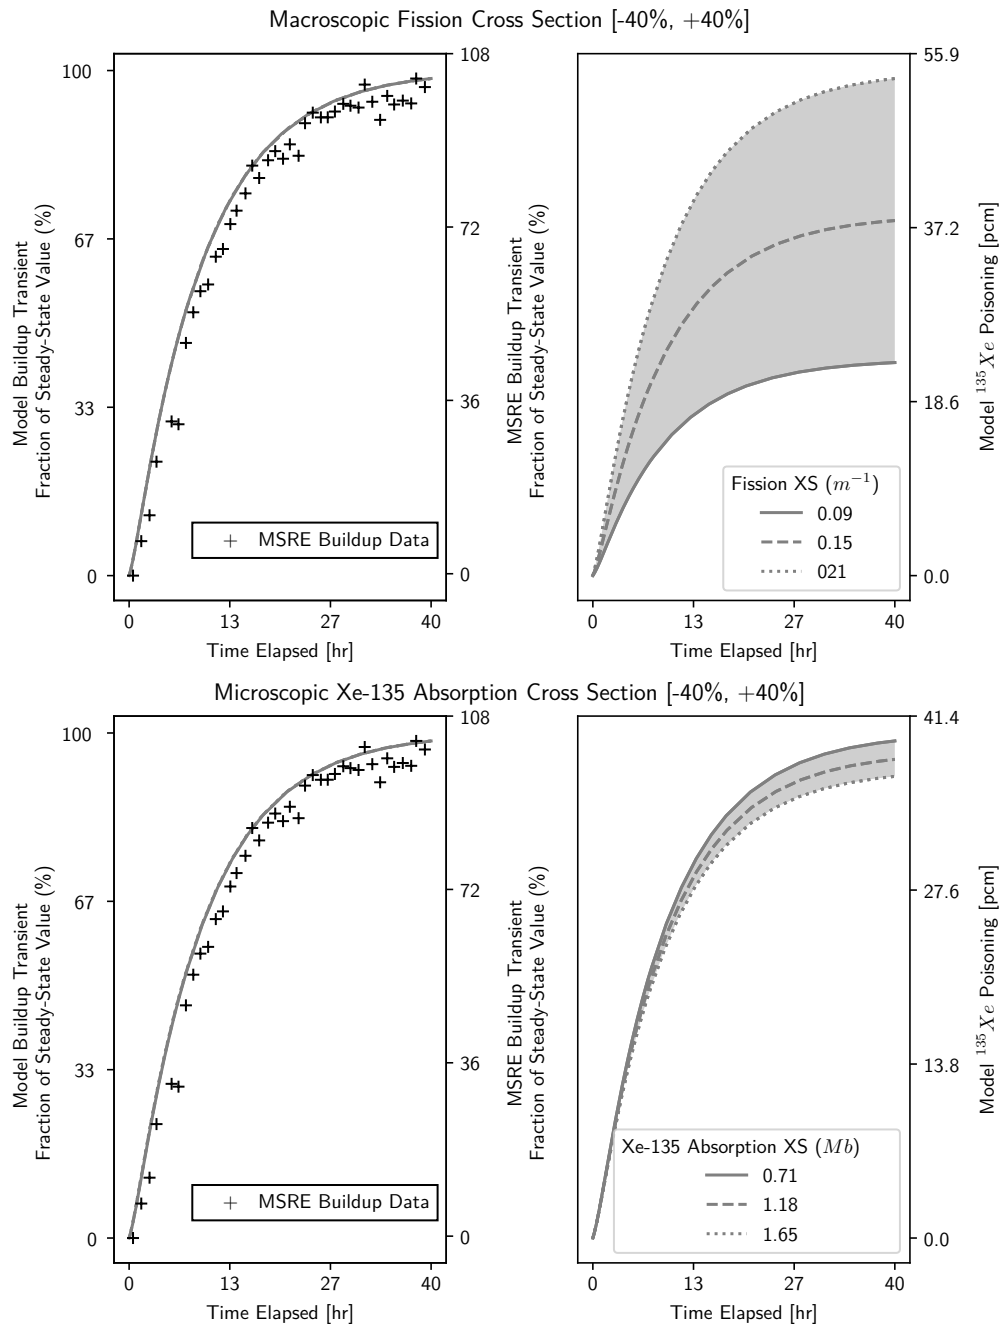 Macroscopic Fission Cross Section [-40%, +40%]
100
67
33
0
Model Buildup Transient
Fraction of Steady-State Value (%)
108
72
36
0
MSRE Buildup Transient
Fraction of Steady-State Value (%)
MSRE Buildup Data
0
13
27
40
Time Elapsed [hr]
55.9
37.2
18.6
0.0
Model ¹³⁵Xe Poisoning [pcm]
Fission XS (m⁻¹)
0.09
0.15
021
0
13
27
40
Time Elapsed [hr]
Microscopic Xe-135 Absorption Cross Section [-40%, +40%]
100
67
33
0
Model Buildup Transient
Fraction of Steady-State Value (%)
108
72
36
0
MSRE Buildup Transient
Fraction of Steady-State Value (%)
MSRE Buildup Data
0
13
27
40
Time Elapsed [hr]
41.4
27.6
13.8
0.0
Model ¹³⁵Xe Poisoning [pcm]
Xe-135 Absorption XS (Mb)
0.71
1.18
1.65
0
13
27
40
Time Elapsed [hr]